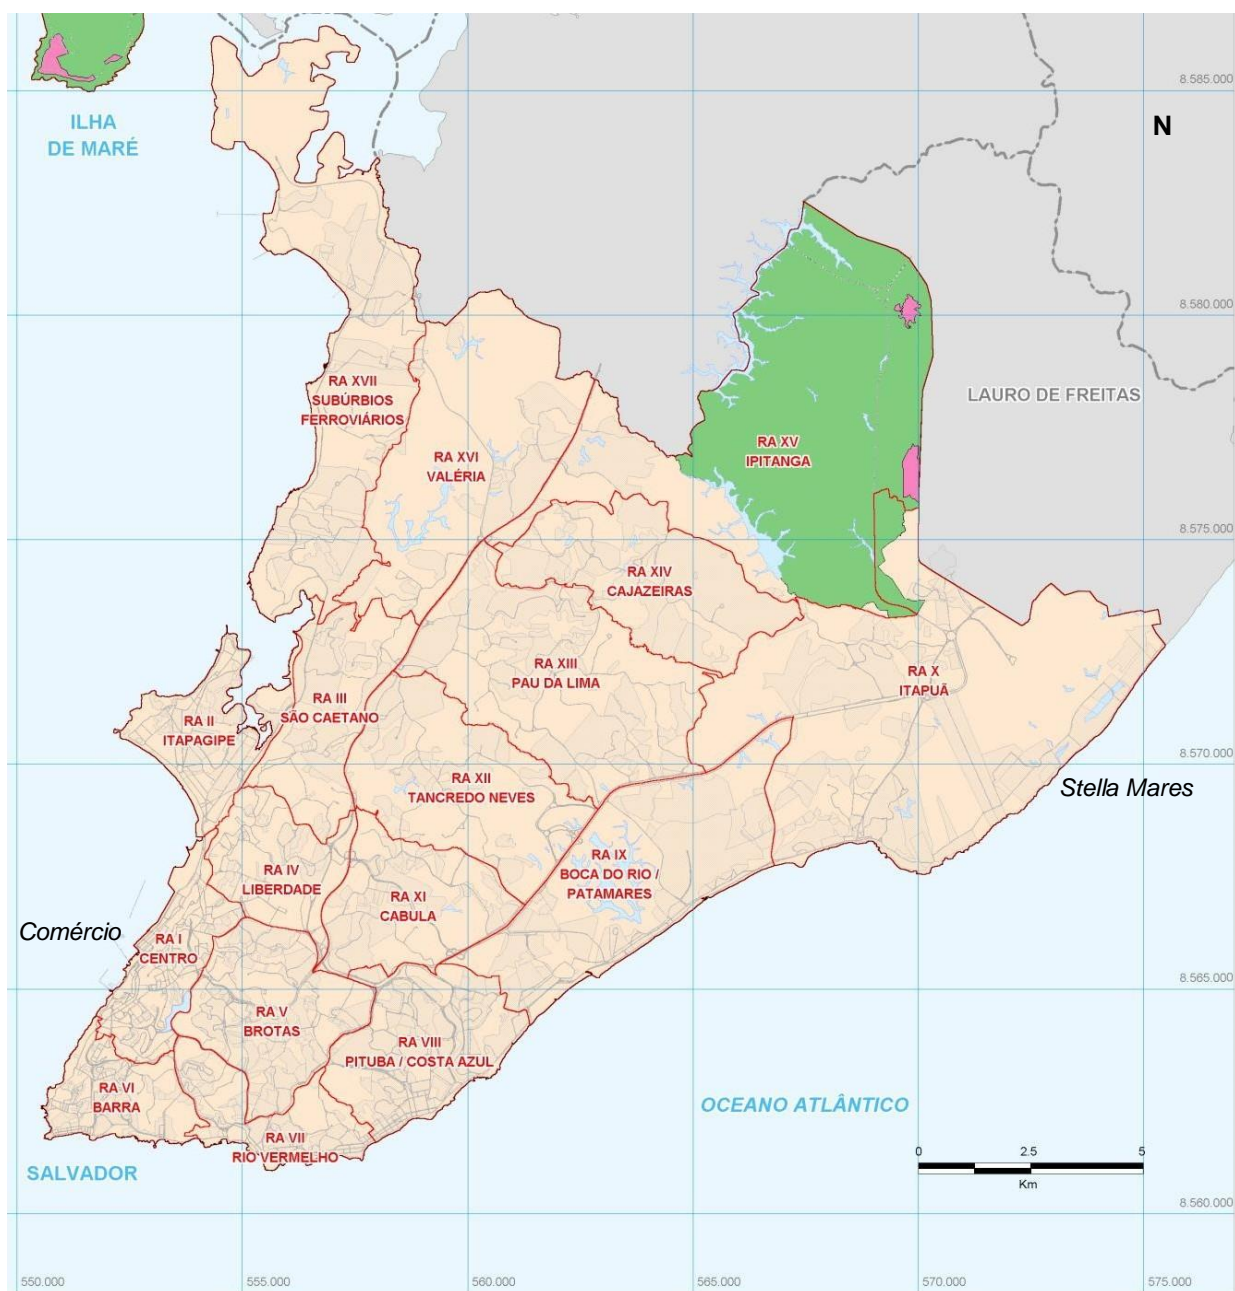 8.585.000
N
ILHA
DE MARÉ
8.580.000
RA XVII
SUBÚRBIOS
FERROVIÁRIOS
LAURO DE FREITAS
RA XVI
VALÉRIA
RA XV
IPITANGA
8.575.000
RA XIV
CAJAZEIRAS
RA XIII
PAU DA LIMA
RA X
ITAPUÃ
RA III
SÃO CAETANO
RA II
ITAPAGIPE
8.570.000
RA XII
TANCREDO NEVES
Stella Mares
RA IX
BOCA DO RIO /
PATAMARES
RA IV
LIBERDADE
RA XI
CABULA
Comércio
RA I
CENTRO
8.565.000
RA V
BROTAS
RA VIII
PITUBA / COSTA AZUL
RA VI
BARRA
OCEANO ATLÂNTICO
RA VII
RIO VERMELHO
SALVADOR
0 2.5 5
Km
8.560.000
550.000 555.000 560.000 565.000 570.000 575.000